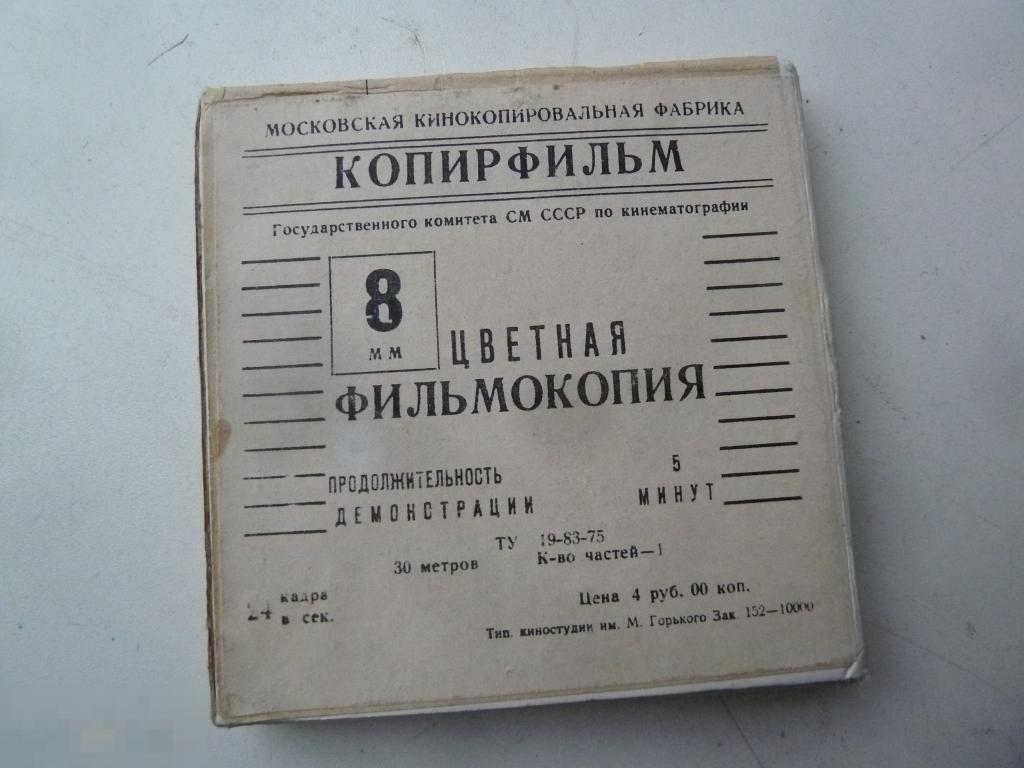 МОСКОВСКАЯ КИНОКОПИРОВАЛЬНАЯ ФАБРИКА
КОПИРФИЛЬМ
Государственного комитета СМ СССР по кинематографии
8
мм
ЦВЕТНАЯ
ФИЛЬМОКОПИЯ
ПРОДОЛЖИТЕЛЬНОСТЬ 5
ДЕМОНСТРАЦИИ МИНУТ
ТУ 19-83-75
30 метров К-во частей—1
24 кадра
в сек.
Цена 4 руб. 00 коп.
Тип. киностудии им. М. Горького Зак. 152—10000